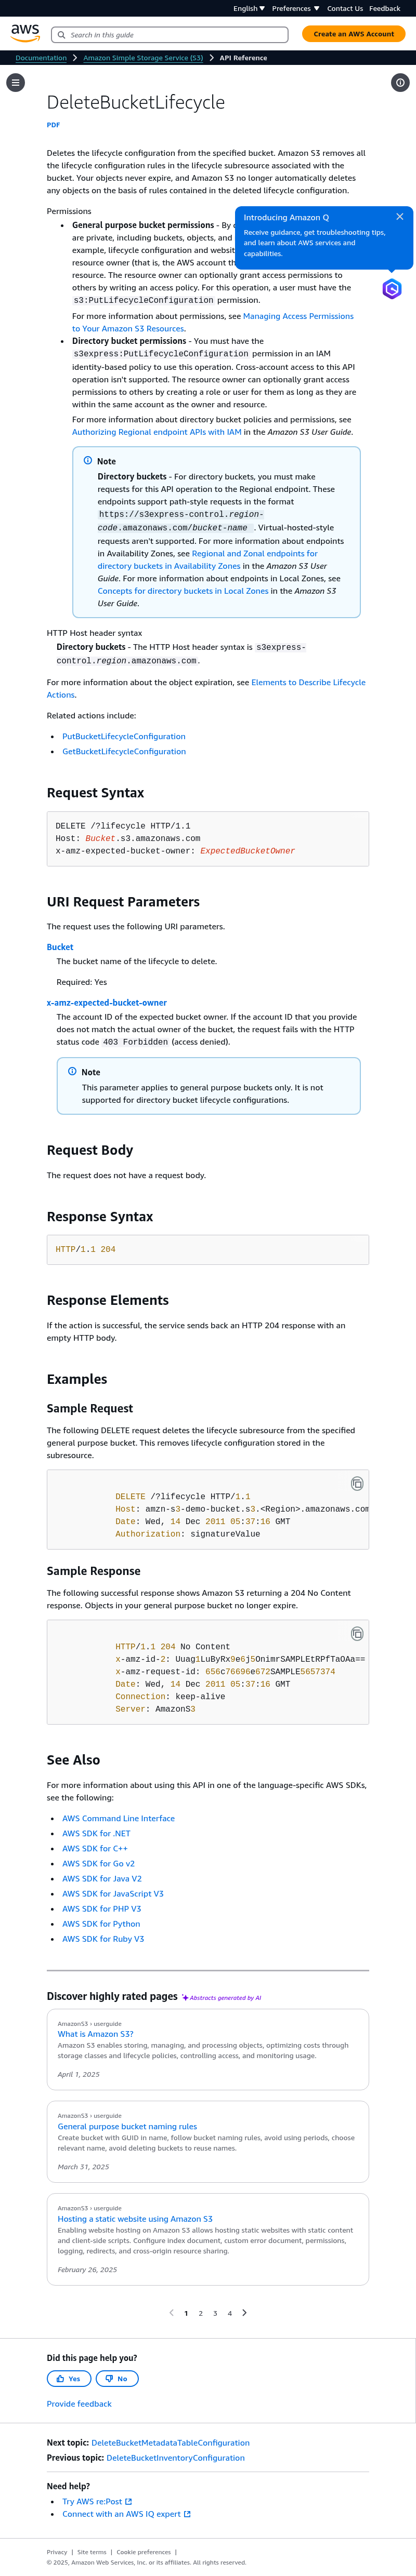 English
Preferences
Contact Us
Feedback
aws
Search in this guide
Create an AWS Account
Documentation
Amazon Simple Storage Service (S3)
API Reference
DeleteBucketLifecycle
PDF
Deletes the lifecycle configuration from the specified bucket. Amazon S3 removes all
the lifecycle configuration rules in the lifecycle subresource associated with the
bucket. Your objects never expire, and Amazon S3 no longer automatically deletes
any objects on the basis of rules contained in the deleted lifecycle configuration.
Introducing Amazon Q
Receive guidance, get troubleshooting tips,
and learn about AWS services and
capabilities.
Permissions
• General purpose bucket permissions - By
are private, including buckets, objects, and
example, lifecycle configuration and website
resource owner (that is, the AWS account tha
resource. The resource owner can optionally grant access permissions to
others by writing an access policy. For this operation, a user must have the
s3:PutLifecycleConfiguration permission.
For more information about permissions, see Managing Access Permissions
to Your Amazon S3 Resources.
• Directory bucket permissions - You must have the
s3express:PutLifecycleConfiguration permission in an IAM
identity-based policy to use this operation. Cross-account access to this API
operation isn't supported. The resource owner can optionally grant access
permissions to others by creating a role or user for them as long as they are
within the same account as the owner and resource.
For more information about directory bucket policies and permissions, see
Authorizing Regional endpoint APIs with IAM in the Amazon S3 User Guide.
Note
Directory buckets - For directory buckets, you must make
requests for this API operation to the Regional endpoint. These
endpoints support path-style requests in the format
https://s3express-control.region-
code.amazonaws.com/bucket-name . Virtual-hosted-style
requests aren't supported. For more information about endpoints
in Availability Zones, see Regional and Zonal endpoints for
directory buckets in Availability Zones in the Amazon S3 User
Guide. For more information about endpoints in Local Zones, see
Concepts for directory buckets in Local Zones in the Amazon S3
User Guide.
HTTP Host header syntax
Directory buckets - The HTTP Host header syntax is s3express-
control.region.amazonaws.com.
For more information about the object expiration, see Elements to Describe Lifecycle
Actions.
Related actions include:
• PutBucketLifecycleConfiguration
• GetBucketLifecycleConfiguration
Request Syntax
DELETE /?lifecycle HTTP/1.1
Host: Bucket.s3.amazonaws.com
x-amz-expected-bucket-owner: ExpectedBucketOwner
URI Request Parameters
The request uses the following URI parameters.
Bucket
The bucket name of the lifecycle to delete.
Required: Yes
x-amz-expected-bucket-owner
The account ID of the expected bucket owner. If the account ID that you provide
does not match the actual owner of the bucket, the request fails with the HTTP
status code 403 Forbidden (access denied).
Note
This parameter applies to general purpose buckets only. It is not
supported for directory bucket lifecycle configurations.
Request Body
The request does not have a request body.
Response Syntax
HTTP/1.1 204
Response Elements
If the action is successful, the service sends back an HTTP 204 response with an
empty HTTP body.
Examples
Sample Request
The following DELETE request deletes the lifecycle subresource from the specified
general purpose bucket. This removes lifecycle configuration stored in the
subresource.
DELETE /?lifecycle HTTP/1.1
Host: amzn-s3-demo-bucket.s3.<Region>.amazonaws.com
Date: Wed, 14 Dec 2011 05:37:16 GMT
Authorization: signatureValue
Sample Response
The following successful response shows Amazon S3 returning a 204 No Content
response. Objects in your general purpose bucket no longer expire.
HTTP/1.1 204 No Content
x-amz-id-2: Uuag1LuByRx9e6j5OnimrSAMPLEtRPfTaOAa==
x-amz-request-id: 656c76696e672SAMPLE5657374
Date: Wed, 14 Dec 2011 05:37:16 GMT
Connection: keep-alive
Server: AmazonS3
See Also
For more information about using this API in one of the language-specific AWS SDKs,
see the following:
• AWS Command Line Interface
• AWS SDK for .NET
• AWS SDK for C++
• AWS SDK for Go v2
• AWS SDK for Java V2
• AWS SDK for JavaScript V3
• AWS SDK for PHP V3
• AWS SDK for Python
• AWS SDK for Ruby V3
Discover highly rated pages Abstracts generated by AI
AmazonS3 › userguide
What is Amazon S3?
Amazon S3 enables storing, managing, and processing objects, optimizing costs through
storage classes and lifecycle policies, controlling access, and monitoring usage.
April 1, 2025
AmazonS3 › userguide
General purpose bucket naming rules
Create bucket with GUID in name, follow bucket naming rules, avoid using periods, choose
relevant name, avoid deleting buckets to reuse names.
March 31, 2025
AmazonS3 › userguide
Hosting a static website using Amazon S3
Enabling website hosting on Amazon S3 allows hosting static websites with static content
and client-side scripts. Configure index document, custom error document, permissions,
logging, redirects, and cross-origin resource sharing.
February 26, 2025
1 2 3 4
Did this page help you?
Yes No
Provide feedback
Next topic: DeleteBucketMetadataTableConfiguration
Previous topic: DeleteBucketInventoryConfiguration
Need help?
• Try AWS re:Post
• Connect with an AWS IQ expert
Privacy | Site terms | Cookie preferences |
© 2025, Amazon Web Services, Inc. or its affiliates. All rights reserved.